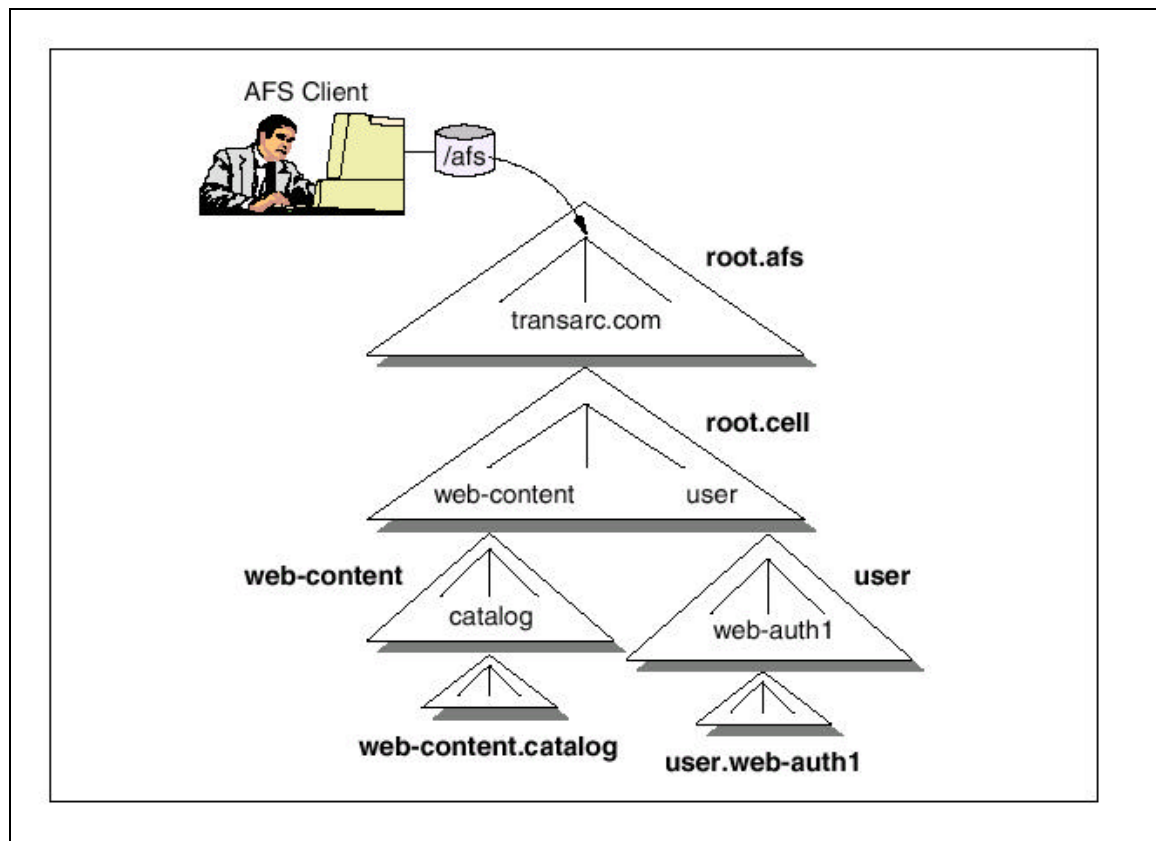 AFS Client
/afs
root.afs
transarc.com
root.cell
web-content
user
web-content
user
catalog
web-auth1
web-content.catalog
user.web-auth1